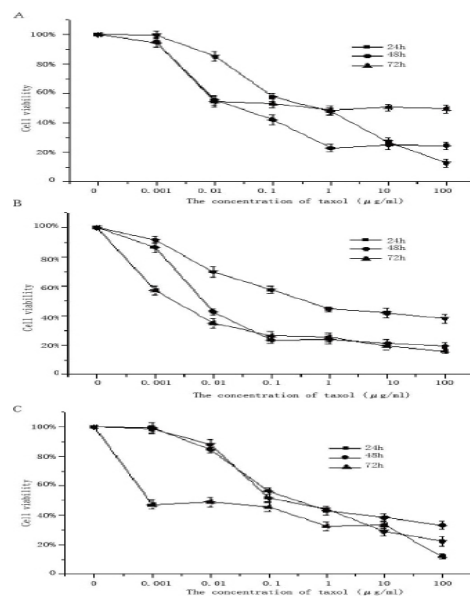 A
100%
80%
60%
40%
20%
0
Cell viability
24h
48h
72h
0 0.001 0.01 0.1 1 10 100
The concentration of taxol (μg/ml)
B
100%
80%
60%
40%
20%
0
Cell viability
24h
48h
72h
0 0.001 0.01 0.1 1 10 100
The concentration of taxol (μg/ml)
C
100%
80%
60%
40%
20%
0
Cell viability
24h
48h
72h
0 0.001 0.01 0.1 1 10 100
The concentration of taxol (μg/ml)